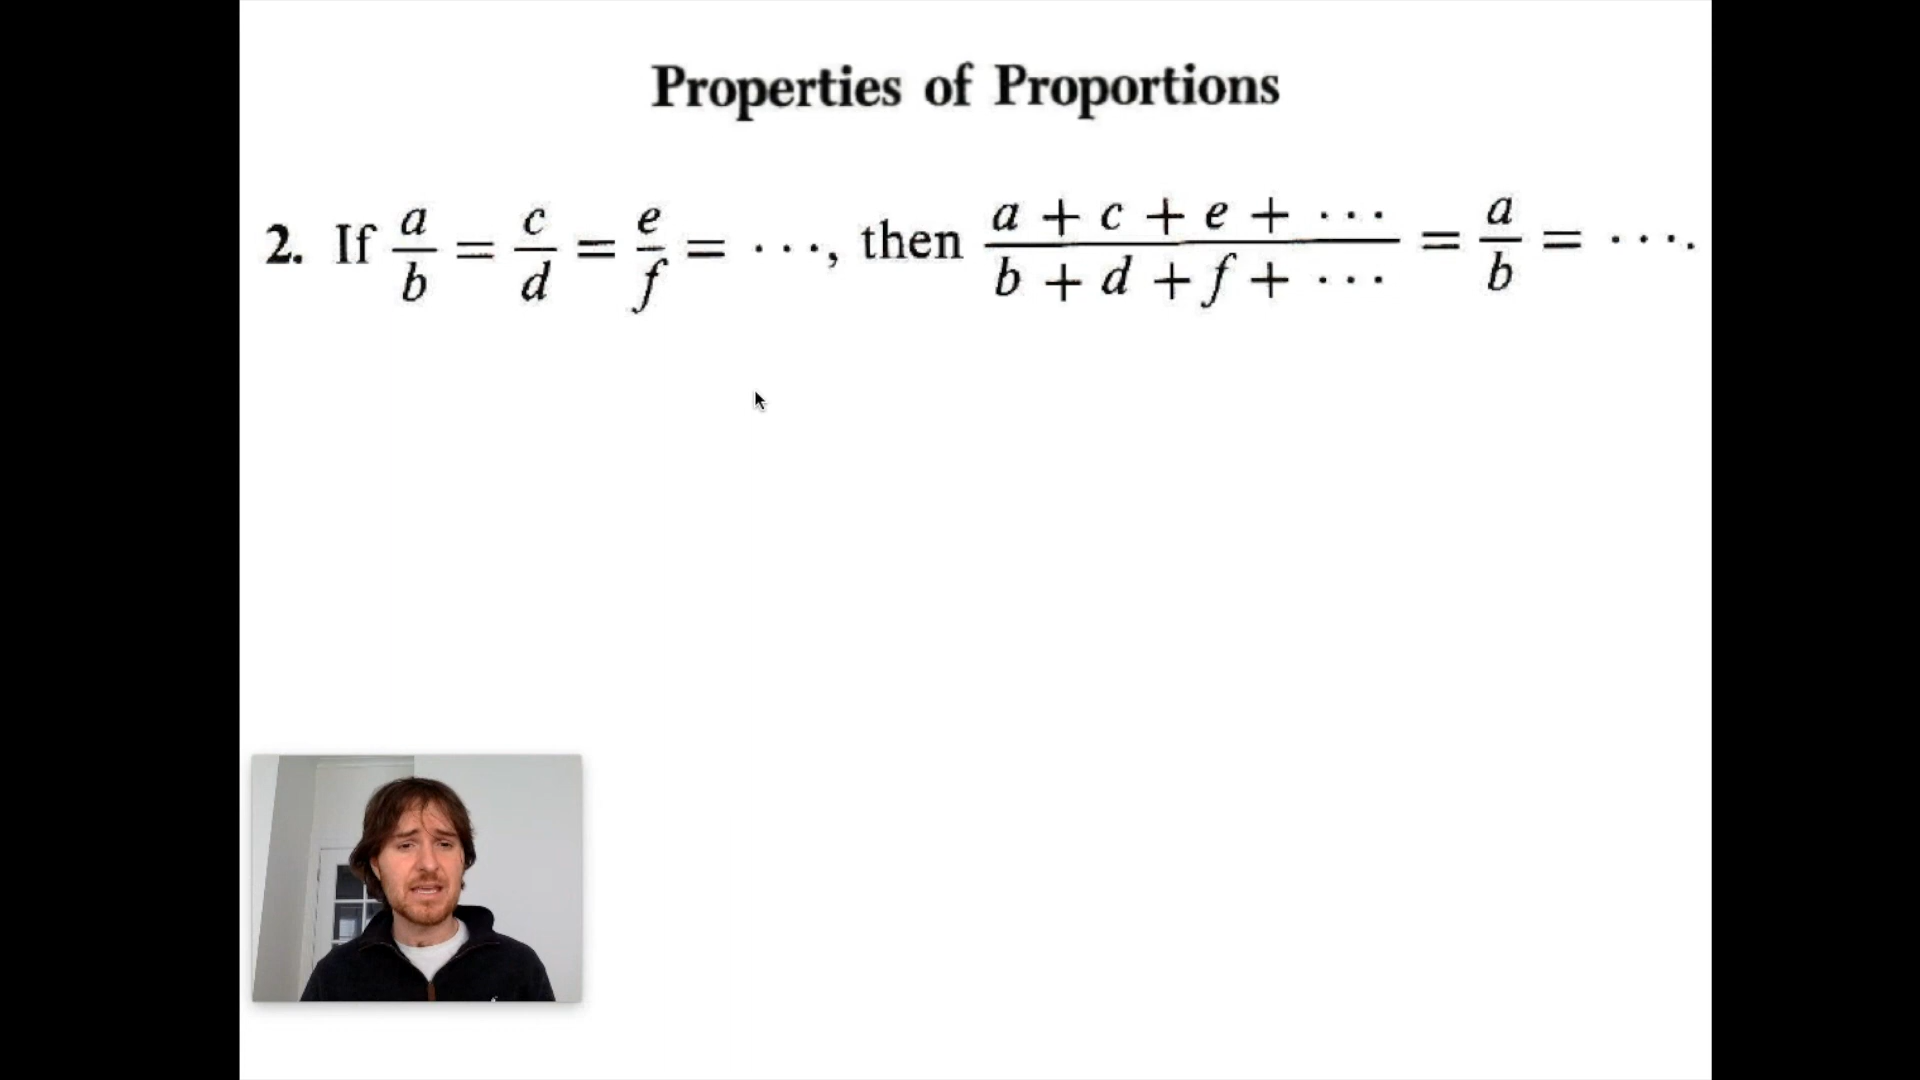 Properties of Proportions
2. If a/b = c/d = e/f = · · ·, then (a + c + e + · · ·)/(b + d + f + · · ·) = a/b = · · ·.